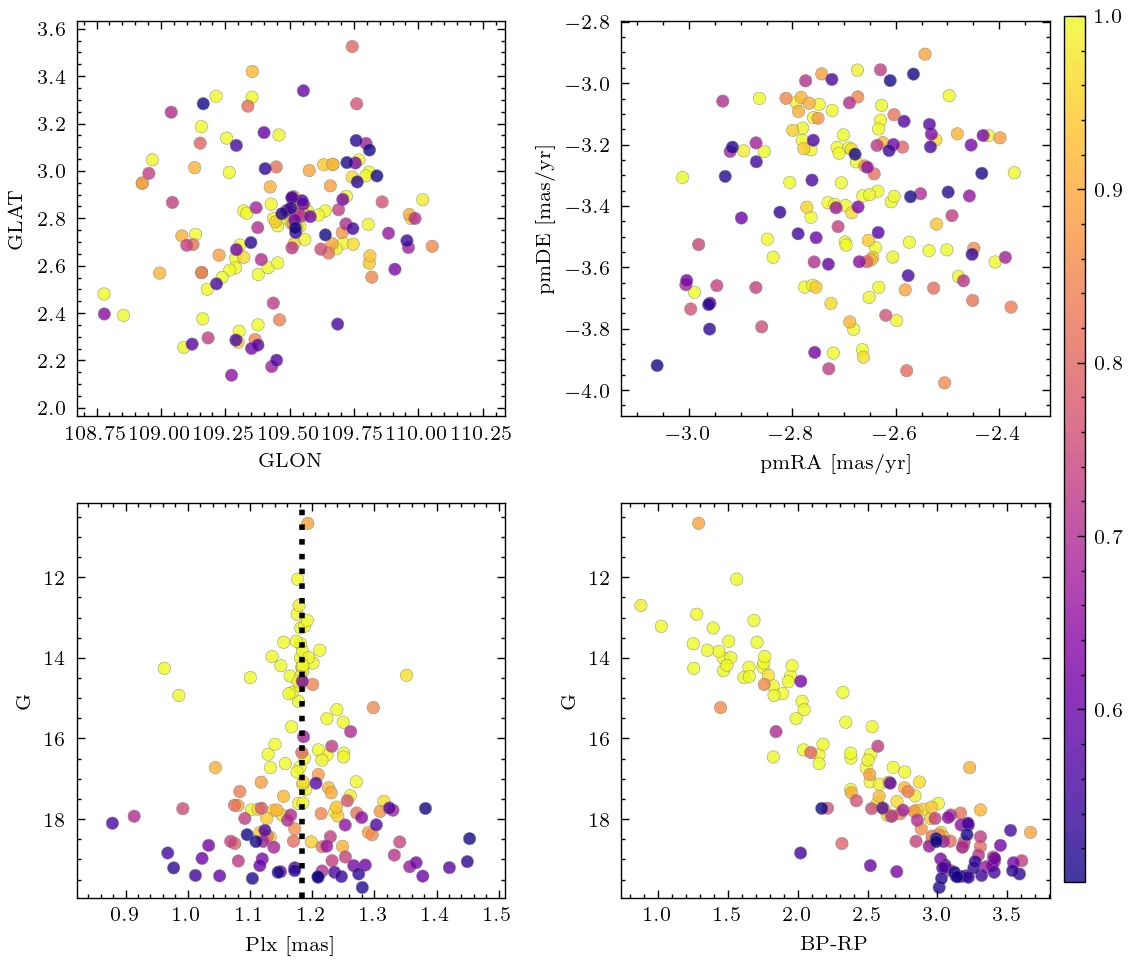 3.6
3.4
3.2
3.0
2.8
2.6
2.4
2.2
2.0
GLAT
108.75 109.00 109.25 109.50 109.75 110.00 110.25
GLON
−2.8
−3.0
−3.2
−3.4
−3.6
−3.8
−4.0
pmDE [mas/yr]
−3.0 −2.8 −2.6 −2.4
pmRA [mas/yr]
1.0
0.9
0.8
0.7
0.6
12
14
16
18
G
0.9 1.0 1.1 1.2 1.3 1.4 1.5
Plx [mas]
12
14
16
18
G
1.0 1.5 2.0 2.5 3.0 3.5
BP-RP